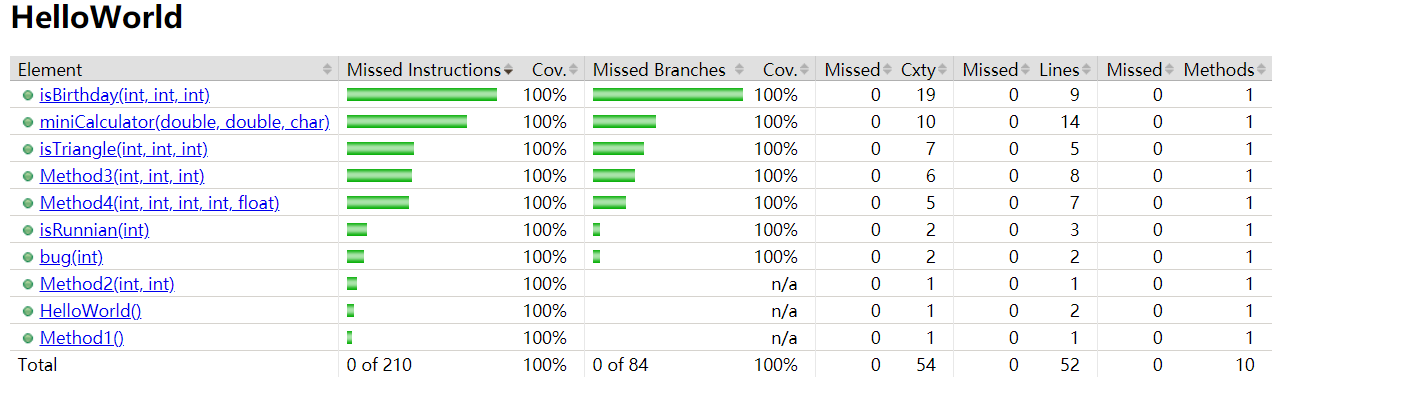 HelloWorld
Element Missed Instructions Cov. Missed Branches Cov. Missed Cxty Missed Lines Missed Methods
isBirthday(int, int, int) 100% 100% 0 19 0 9 0 1
miniCalculator(double, double, char) 100% 100% 0 10 0 14 0 1
isTriangle(int, int, int) 100% 100% 0 7 0 5 0 1
Method3(int, int, int) 100% 100% 0 6 0 8 0 1
Method4(int, int, int, int, float) 100% 100% 0 5 0 7 0 1
isRunnian(int) 100% 100% 0 2 0 3 0 1
bug(int) 100% 100% 0 2 0 2 0 1
Method2(int, int) 100% n/a 0 1 0 1 0 1
HelloWorld() 100% n/a 0 1 0 2 0 1
Method1() 100% n/a 0 1 0 1 0 1
Total 0 of 210 100% 0 of 84 100% 0 54 0 52 0 10